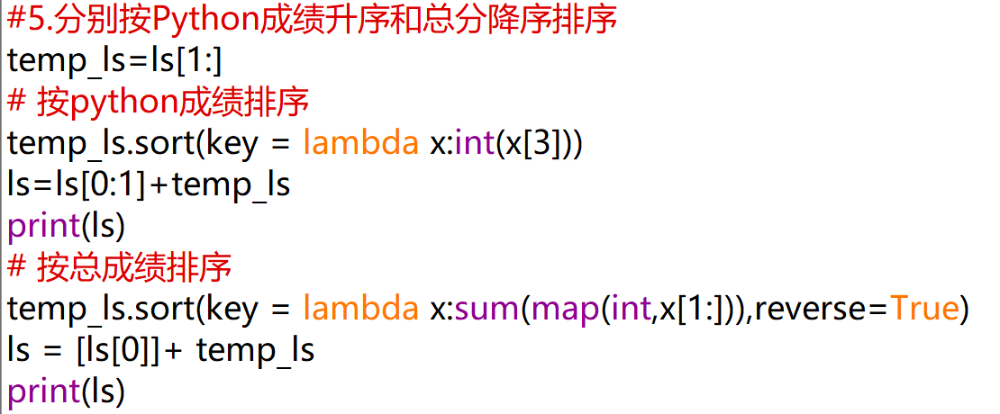 #5.分别按Python成绩升序和总分降序排序
temp_ls=ls[1:]
# 按python成绩排序
temp_ls.sort(key = lambda x:int(x[3]))
ls=ls[0:1]+temp_ls
print(ls)
# 按总成绩排序
temp_ls.sort(key = lambda x:sum(map(int,x[1:])),reverse=True)
ls = [ls[0]]+ temp_ls
print(ls)